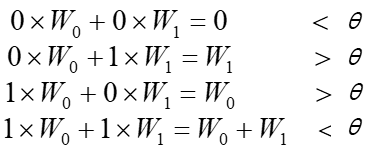 0×W₀ + 0×W₁ = 0 < θ
0×W₀ + 1×W₁ = W₁ > θ
1×W₀ + 0×W₁ = W₀ > θ
1×W₀ + 1×W₁ = W₀ + W₁ < θ